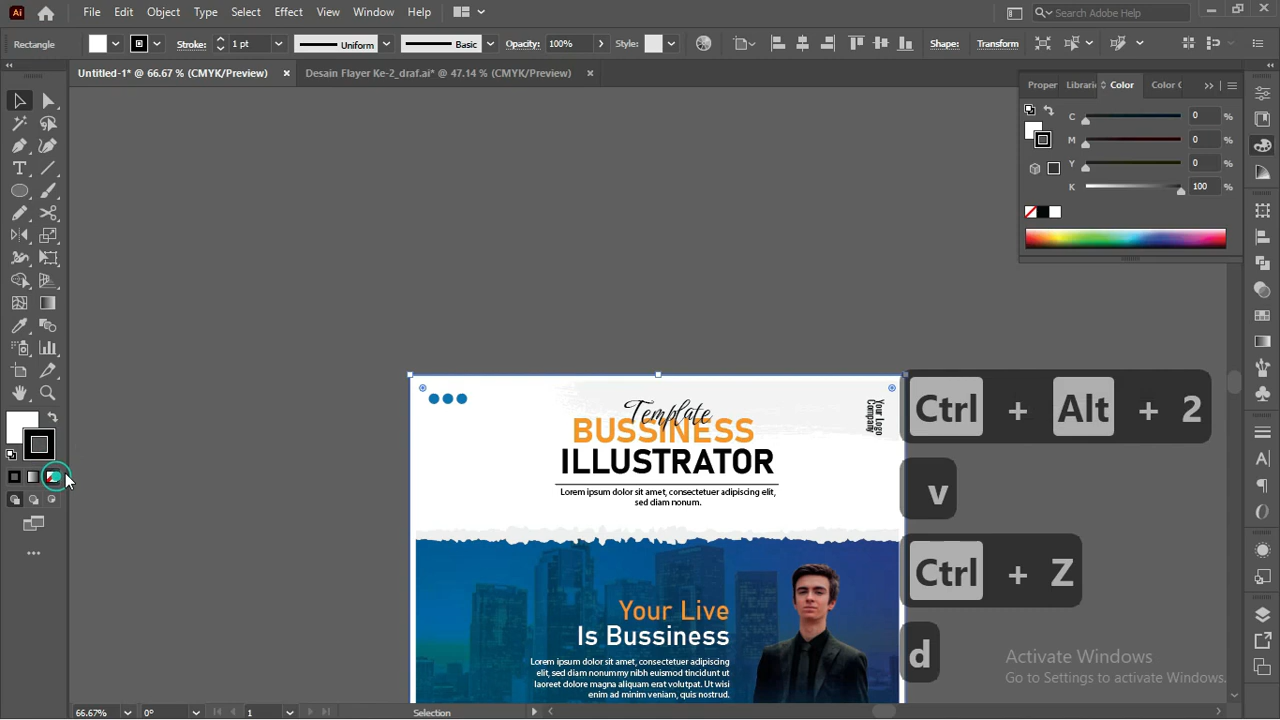 Ai File Edit Object Type Select Effect View Window Help Search Adobe Help
Rectangle Stroke: 1 pt Uniform Basic Opacity: 100% Style: Shape: Transform
Untitled-1* @ 66.67 % (CMYK/Preview) × Desain Flayer Ke-2_draf.ai* @ 47.14 % (CMYK/Preview) ×
Proper Librari Color Color
C 0 %
M 0 %
Y 0 %
K 100 %
Template
BUSSINESS
ILLUSTRATOR
Lorem ipsum dolor sit amet, consectetuer adipiscing elit,
sed diam nonum.
Your Logo
Company
Your Live
Is Bussiness
Lorem ipsum dolor sit amet, consectetuer adipiscing
elit, sed diam nonummy nibh euismod tincidunt ut
laoreet dolore magna aliquam erat volutpat. Ut wisi
enim ad minim veniam, quis nostrud.
Ctrl + Alt + 2
v
Ctrl + Z
d
Activate Windows
Go to Settings to activate Windows.
66.67% 0° 1 Selection